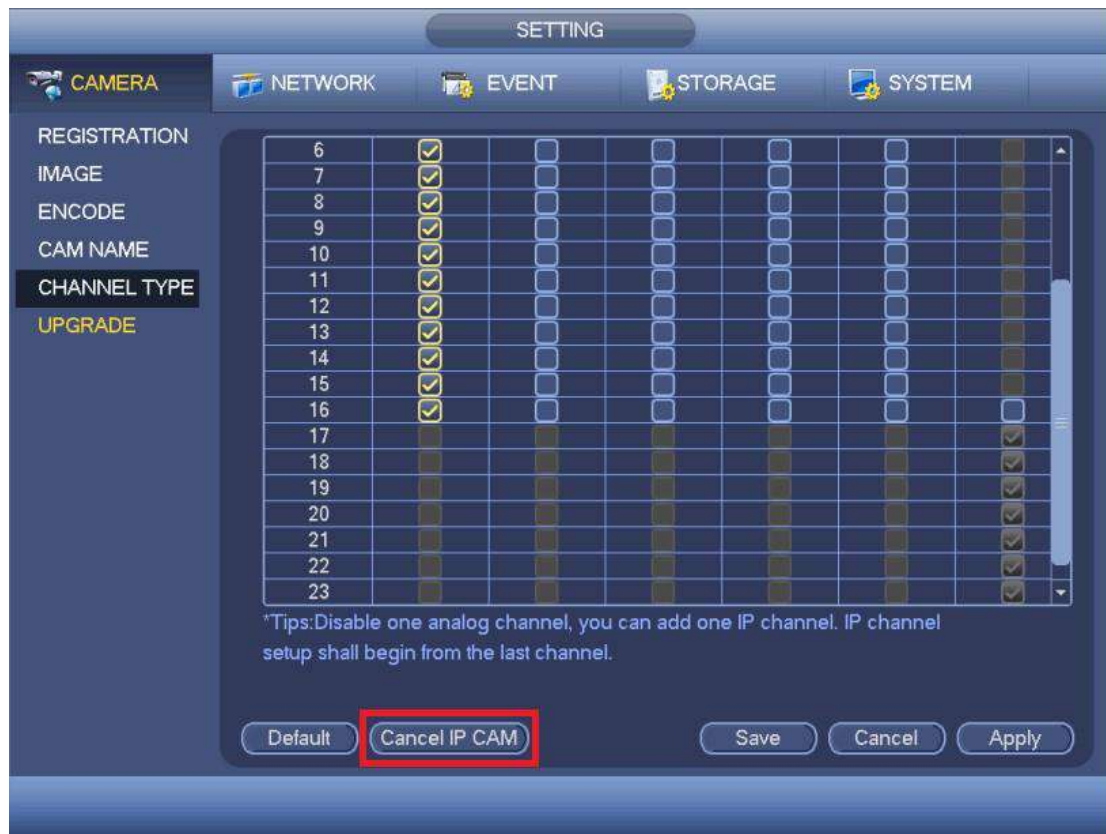 SETTING
CAMERA NETWORK EVENT STORAGE SYSTEM
REGISTRATION
IMAGE
ENCODE
CAM NAME
CHANNEL TYPE
UPGRADE
6
7
8
9
10
11
12
13
14
15
16
17
18
19
20
21
22
23
*Tips:Disable one analog channel, you can add one IP channel. IP channel
setup shall begin from the last channel.
Default Cancel IP CAM Save Cancel Apply